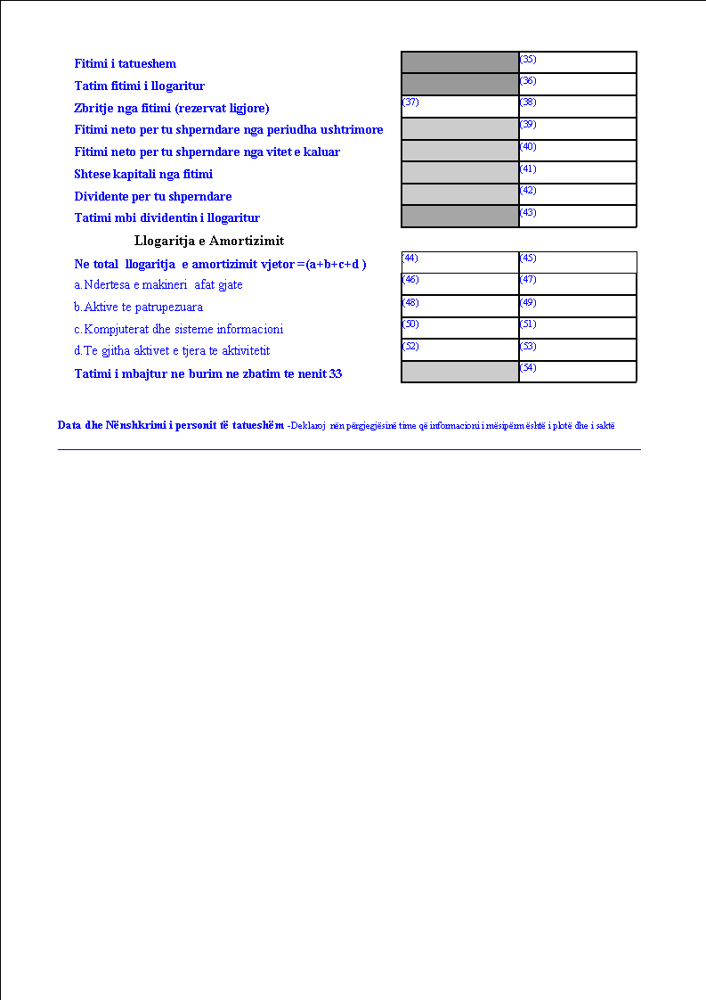 Fitimi i tatueshem (35)
Tatim fitimi i llogaritur (36)
Zbritje nga fitimi (rezervat ligjore) (37) (38)
Fitimi neto per tu shperndare nga periudha ushtrimore (39)
Fitimi neto per tu shperndare nga vitet e kaluar (40)
Shtese kapitali nga fitimi (41)
Dividente per tu shperndare (42)
Tatimi mbi dividentin i llogaritur (43)
Llogaritja e Amortizimit
Ne total llogaritja e amortizimit vjetor =(a+b+c+d ) (44) (45)
a. Ndertesa e makineri afat gjate (46) (47)
b. Aktive te patrupezuara (48) (49)
c. Kompjuterat dhe sisteme informacioni (50) (51)
d. Te gjitha aktivet e tjera te aktivitetit (52) (53)
Tatimi i mbajtur ne burim ne zbatim te nenit 33 (54)
Data dhe Nënshkrimi i personit të tatueshëm -Deklaroj nën përgjegjësinë time që informacioni i mësipërm është i plotë dhe i saktë